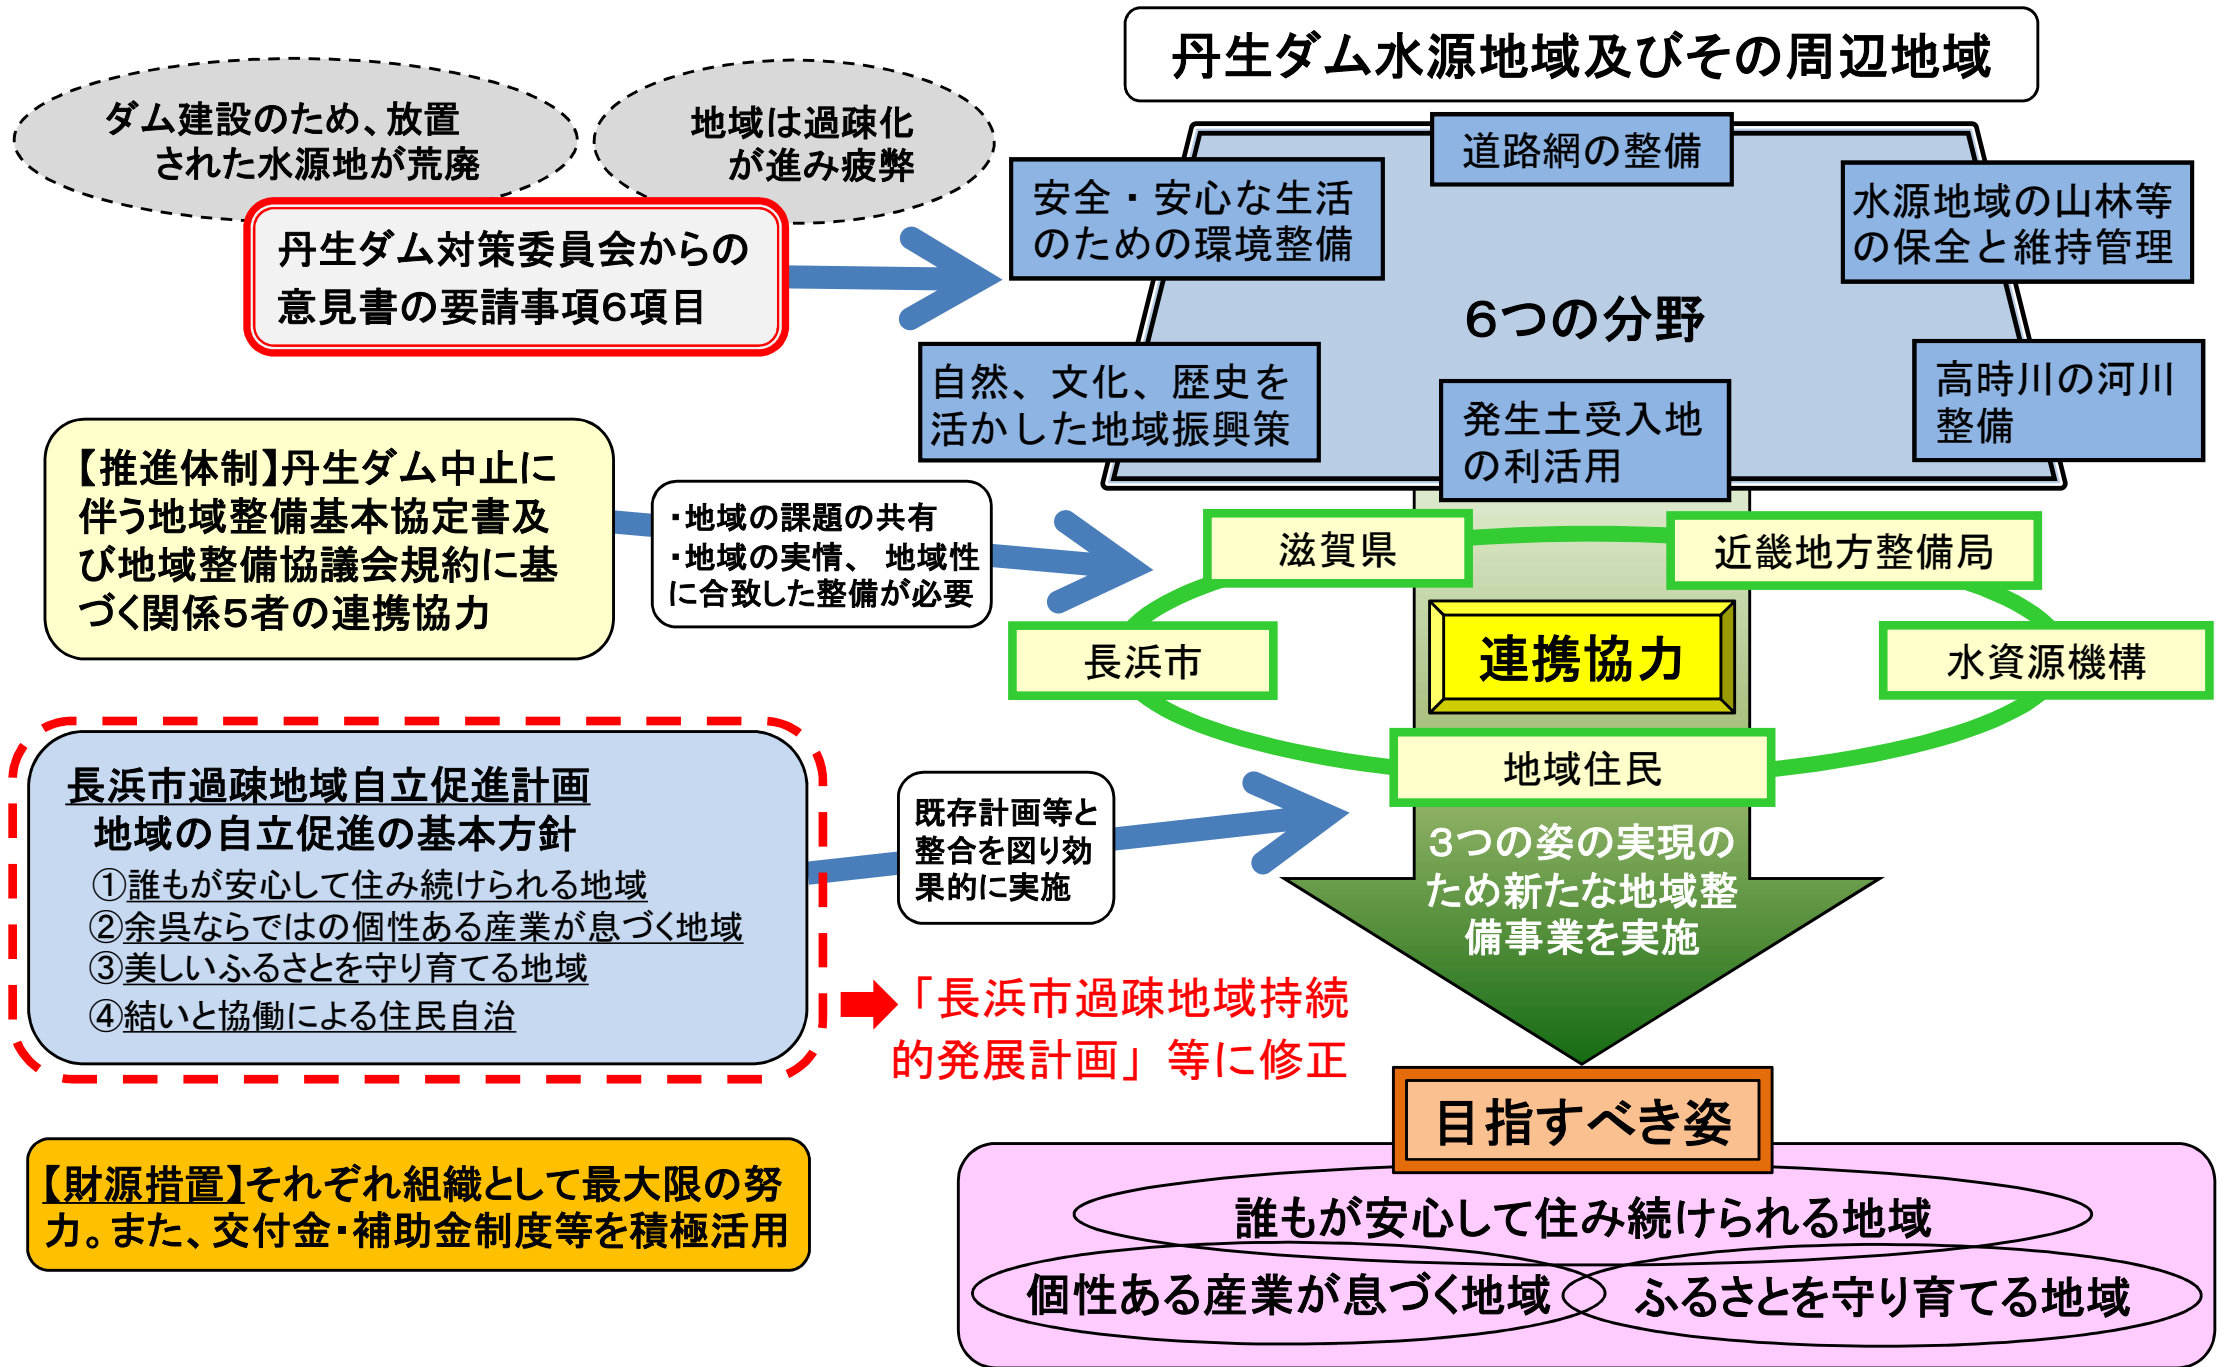 丹生ダム水源地域及びその周辺地域
ダム建設のため、放置
された水源地が荒廃
地域は過疎化
が進み疲弊
丹生ダム対策委員会からの
意見書の要請事項6項目
道路網の整備
安全・安心な生活
のための環境整備
水源地域の山林等
の保全と維持管理
6つの分野
自然、文化、歴史を
活かした地域振興策
発生土受入地
の利活用
高時川の河川
整備
【推進体制】丹生ダム中止に
伴う地域整備基本協定書及
び地域整備協議会規約に基
づく関係5者の連携協力
・地域の課題の共有
・地域の実情、 地域性
に合致した整備が必要
滋賀県
近畿地方整備局
長浜市
連携協力
水資源機構
地域住民
長浜市過疎地域自立促進計画
地域の自立促進の基本方針
①誰もが安心して住み続けられる地域
②余呉ならではの個性ある産業が息づく地域
③美しいふるさとを守り育てる地域
④結いと協働による住民自治
既存計画等と
整合を図り効
果的に実施
3つの姿の実現の
ため新たな地域整
備事業を実施
「長浜市過疎地域持続
的発展計画」等に修正
目指すべき姿
【財源措置】それぞれ組織として最大限の努
力。また、交付金・補助金制度等を積極活用
誰もが安心して住み続けられる地域
個性ある産業が息づく地域
ふるさとを守り育てる地域